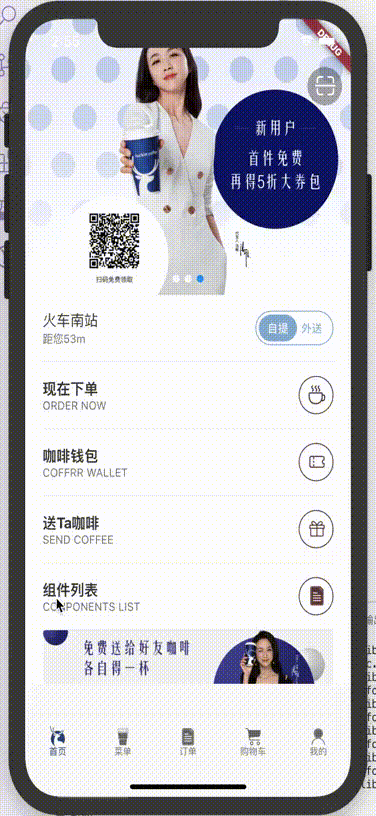 2:55
DEBUG
新用户
首件免费
再得5折大券包
扫码免费领取
火车南站
距您53m
自提
外送
现在下单
ORDER NOW
咖啡钱包
COFFRR WALLET
送Ta咖啡
SEND COFFEE
组件列表
COMPONENTS LIST
免费送给好友咖啡
各自得一杯
首页
菜单
订单
购物车
我的